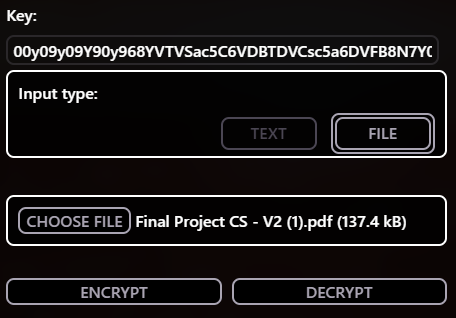 Key:
00y09y09Y90y968YVTVSac5C6VDBTDVCsc5a6DVFB8N7Y0
Input type:
TEXT FILE
CHOOSE FILE Final Project CS - V2 (1).pdf (137.4 kB)
ENCRYPT DECRYPT